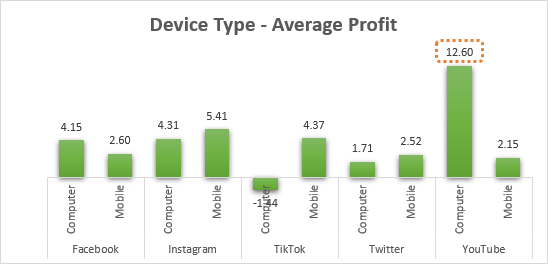 Device Type - Average Profit
12.60
4.15
2.60
4.31
5.41
-1.44
4.37
1.71
2.52
2.15
Computer
Mobile
Computer
Mobile
Computer
Mobile
Computer
Mobile
Computer
Mobile
Facebook
Instagram
TikTok
Twitter
YouTube